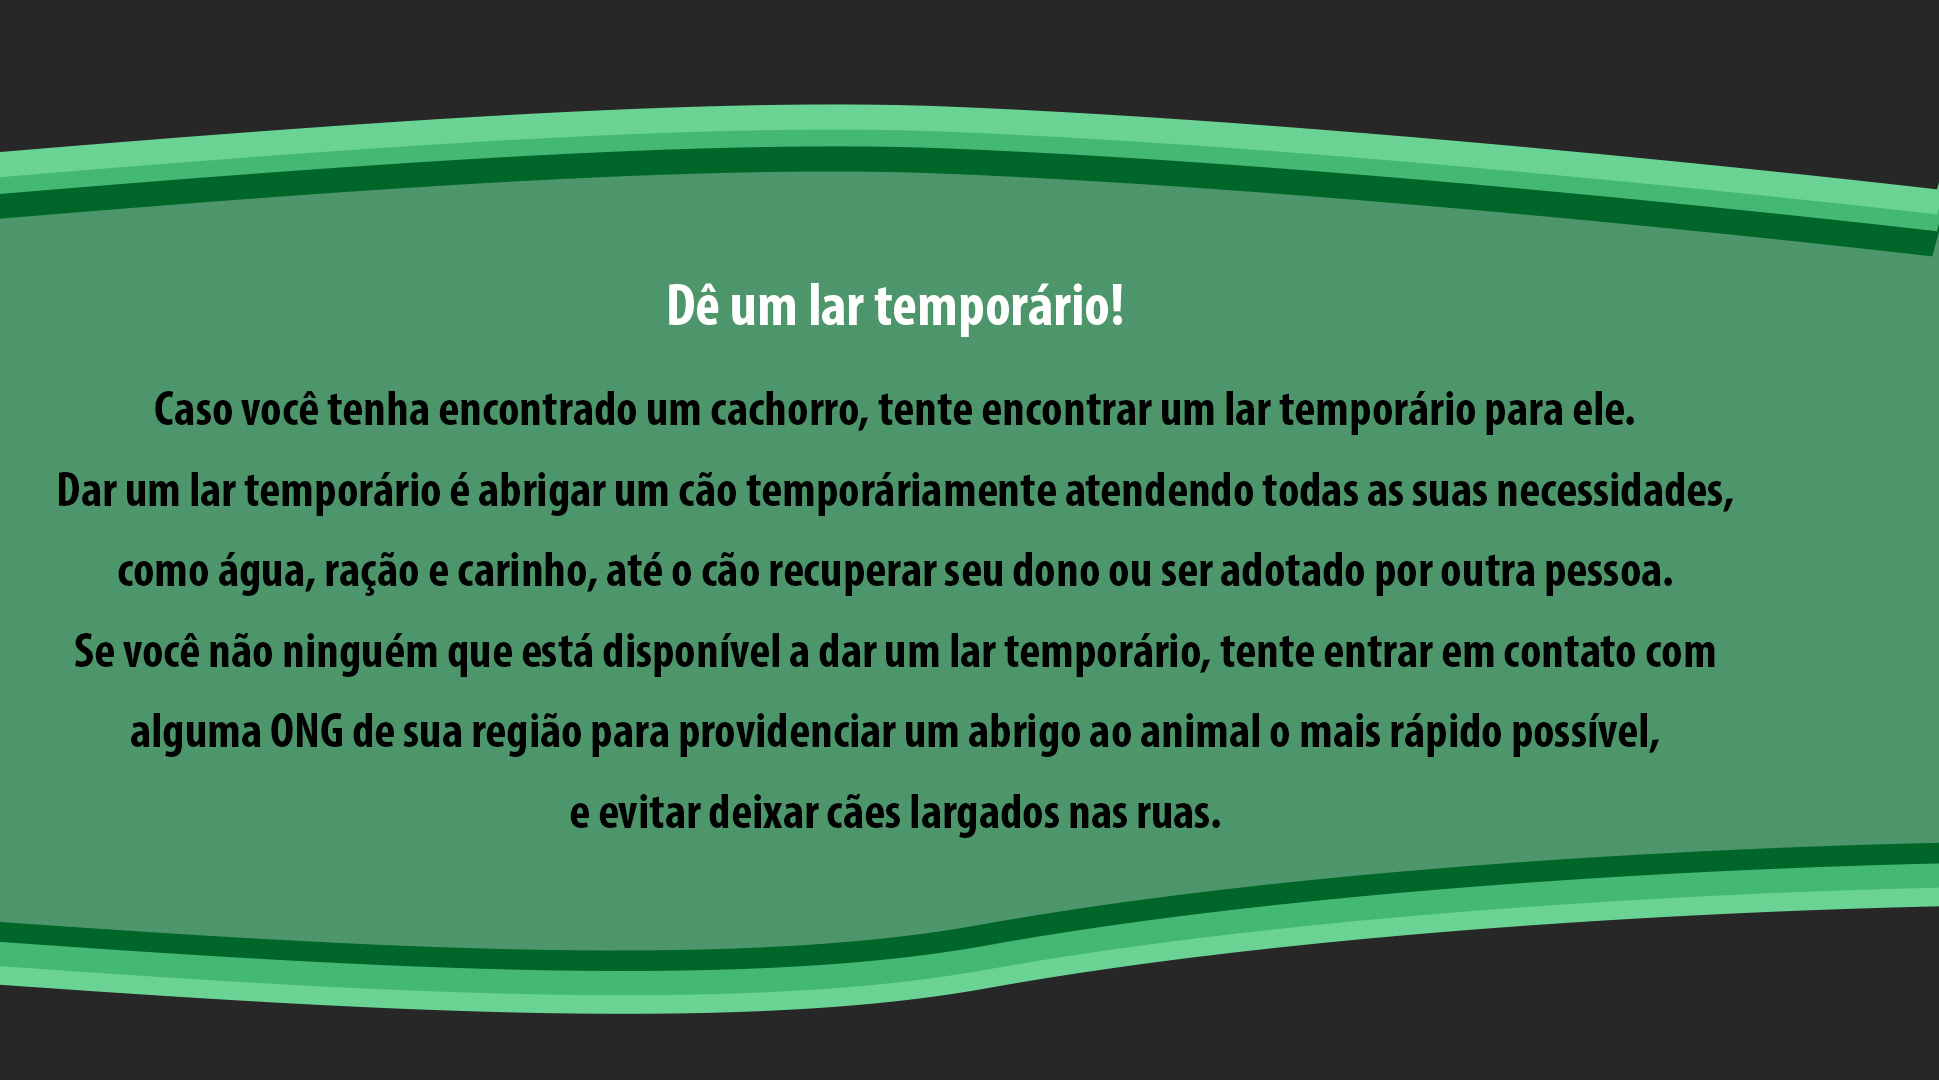 Dê um lar temporário!
Caso você tenha encontrado um cachorro, tente encontrar um lar temporário para ele.
Dar um lar temporário é abrigar um cão temporáriamente atendendo todas as suas necessidades,
como água, ração e carinho, até o cão recuperar seu dono ou ser adotado por outra pessoa.
Se você não ninguém que está disponível a dar um lar temporário, tente entrar em contato com
alguma ONG de sua região para providenciar um abrigo ao animal o mais rápido possível,
e evitar deixar cães largados nas ruas.